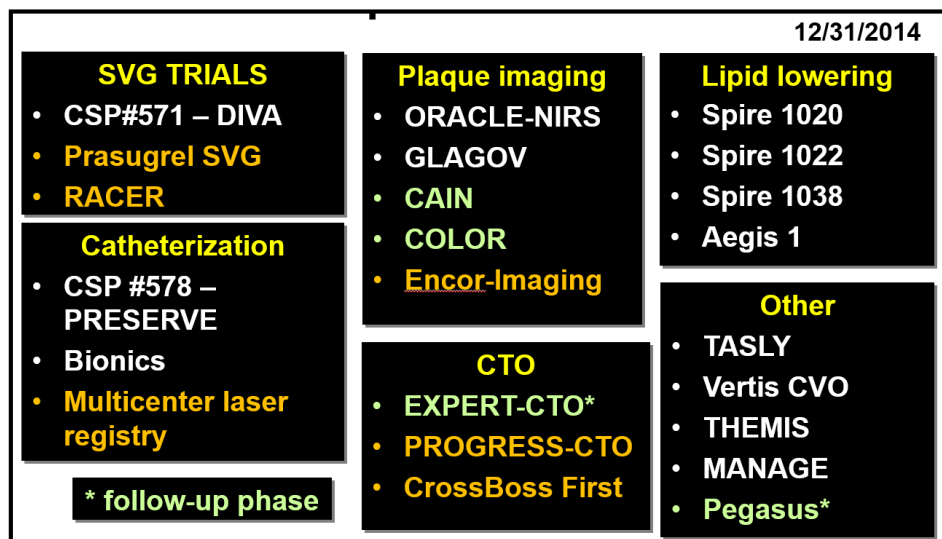 12/31/2014
SVG TRIALS
• CSP#571 – DIVA
• Prasugrel SVG
• RACER
Catheterization
• CSP #578 –
PRESERVE
• Bionics
• Multicenter laser
registry
* follow-up phase
Plaque imaging
• ORACLE-NIRS
• GLAGOV
• CAIN
• COLOR
• Encor-Imaging
CTO
• EXPERT-CTO*
• PROGRESS-CTO
• CrossBoss First
Lipid lowering
• Spire 1020
• Spire 1022
• Spire 1038
• Aegis 1
Other
• TASLY
• Vertis CVO
• THEMIS
• MANAGE
• Pegasus*